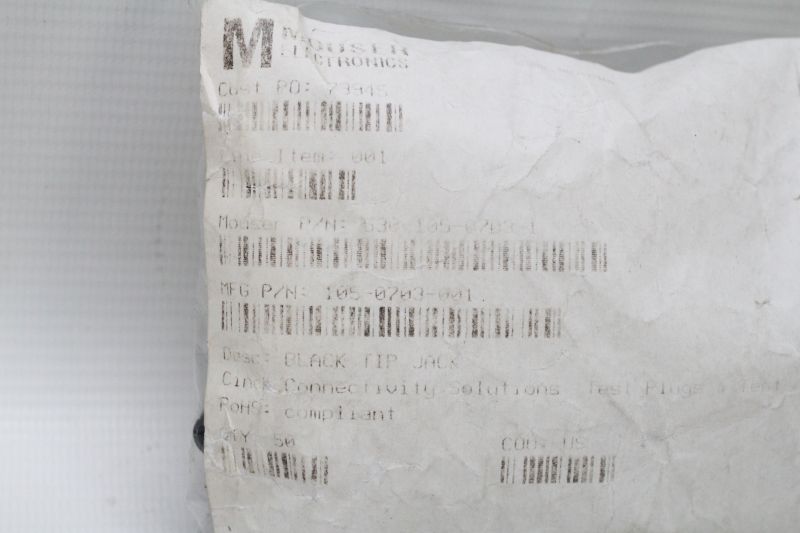 M
MOUSER
ELECTRONICS
Cust PO: 73945
Item: 001
Mouser P/N: 530-105-0703-1
MFG P/N: 105-0703-001
Desc: BLACK TIP JACK
Cinch Connectivity Solutions Test Plugs & Test
RoHS: compliant
QTY 50
COO: US